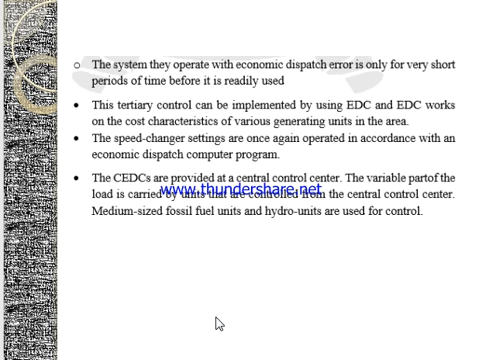 o The system they operate with economic dispatch error is only for very short
periods of time before it is readily used
• This tertiary control can be implemented by using EDC and EDC works
on the cost characteristics of various generating units in the area.
• The speed-changer settings are once again operated in accordance with an
economic dispatch computer program.
• The CEDCs are provided at a central control center. The variable partof the
load is carried by units that are controlled from the central control center.
www.thundershare.net
Medium-sized fossil fuel units and hydro-units are used for control.